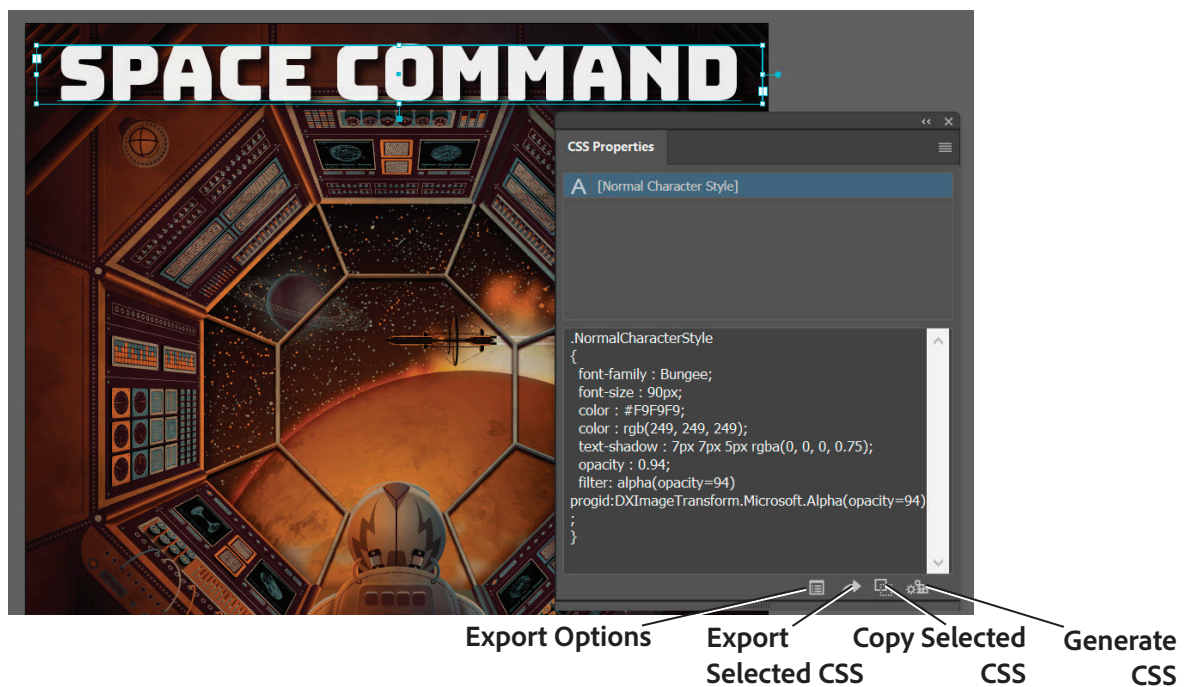 SPACE COMMAND
CSS Properties
A [Normal Character Style]
.NormalCharacterStyle
{
font-family : Bungee;
font-size : 90px;
color : #F9F9F9;
color : rgb(249, 249, 249);
text-shadow : 7px 7px 5px rgba(0, 0, 0, 0.75);
opacity : 0.94;
filter: alpha(opacity=94)
progid:DXImageTransform.Microsoft.Alpha(opacity=94)
;
}
Export Options
Export
Selected CSS
Copy Selected
CSS
Generate
CSS